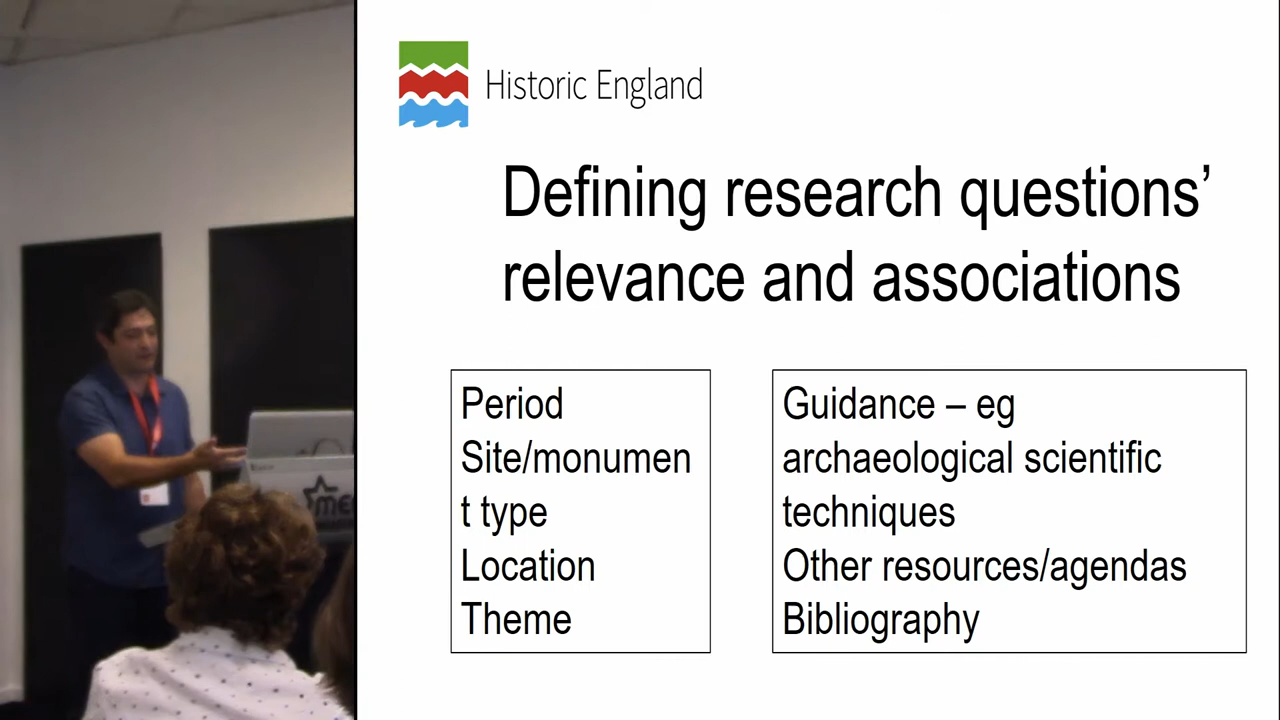 Historic England
Defining research questions’
relevance and associations
Period
Site/monumen
t type
Location
Theme
Guidance – eg
archaeological scientific
techniques
Other resources/agendas
Bibliography